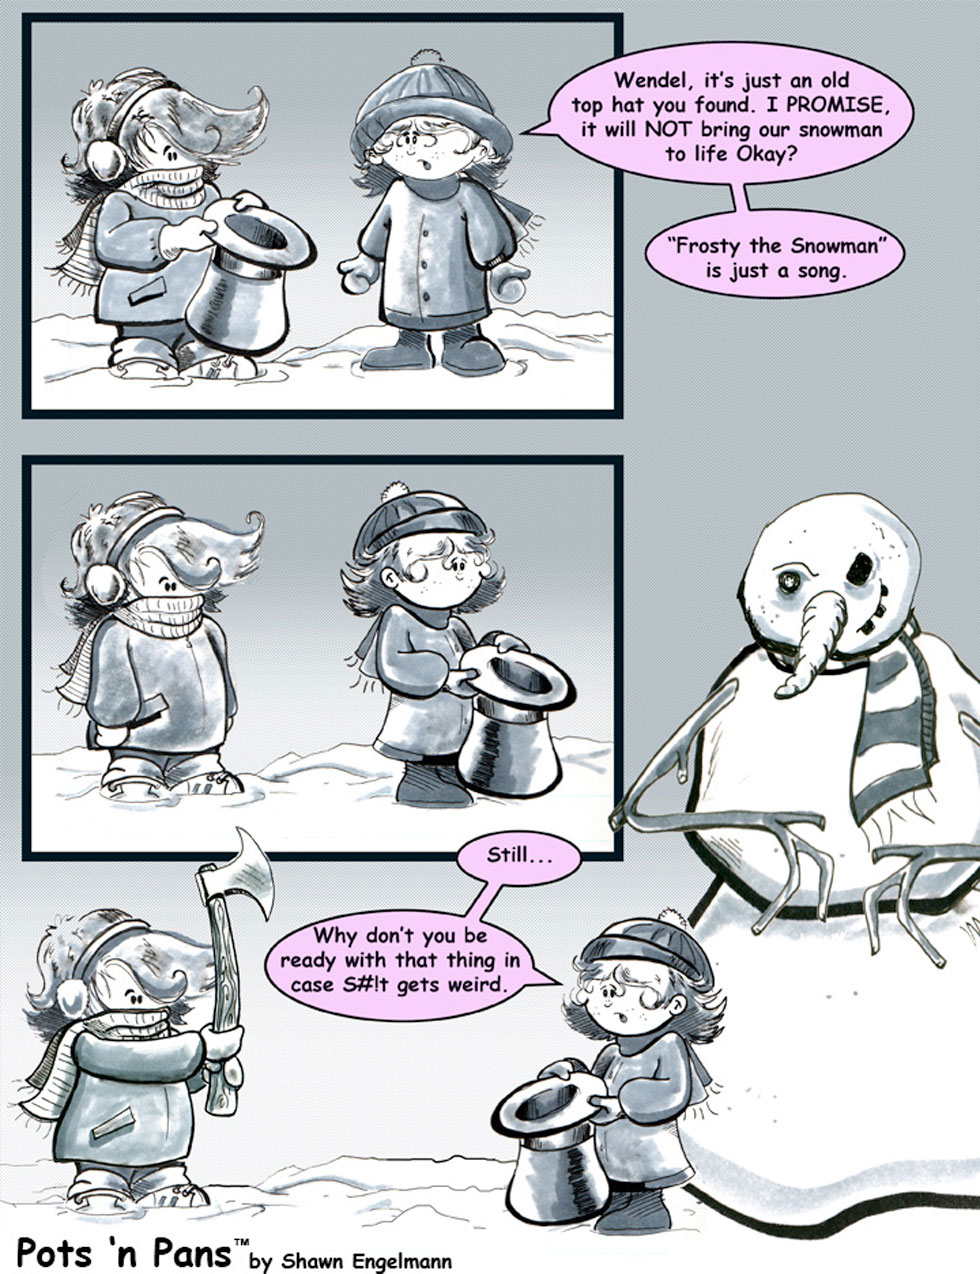 Wendel, it's just an old
top hat you found. I PROMISE,
it will NOT bring our snowman
to life Okay?
"Frosty the Snowman"
is just a song.
Still...
Why don't you be
ready with that thing in
case S#!t gets weird.
Pots 'n Pans™ by Shawn Engelmann